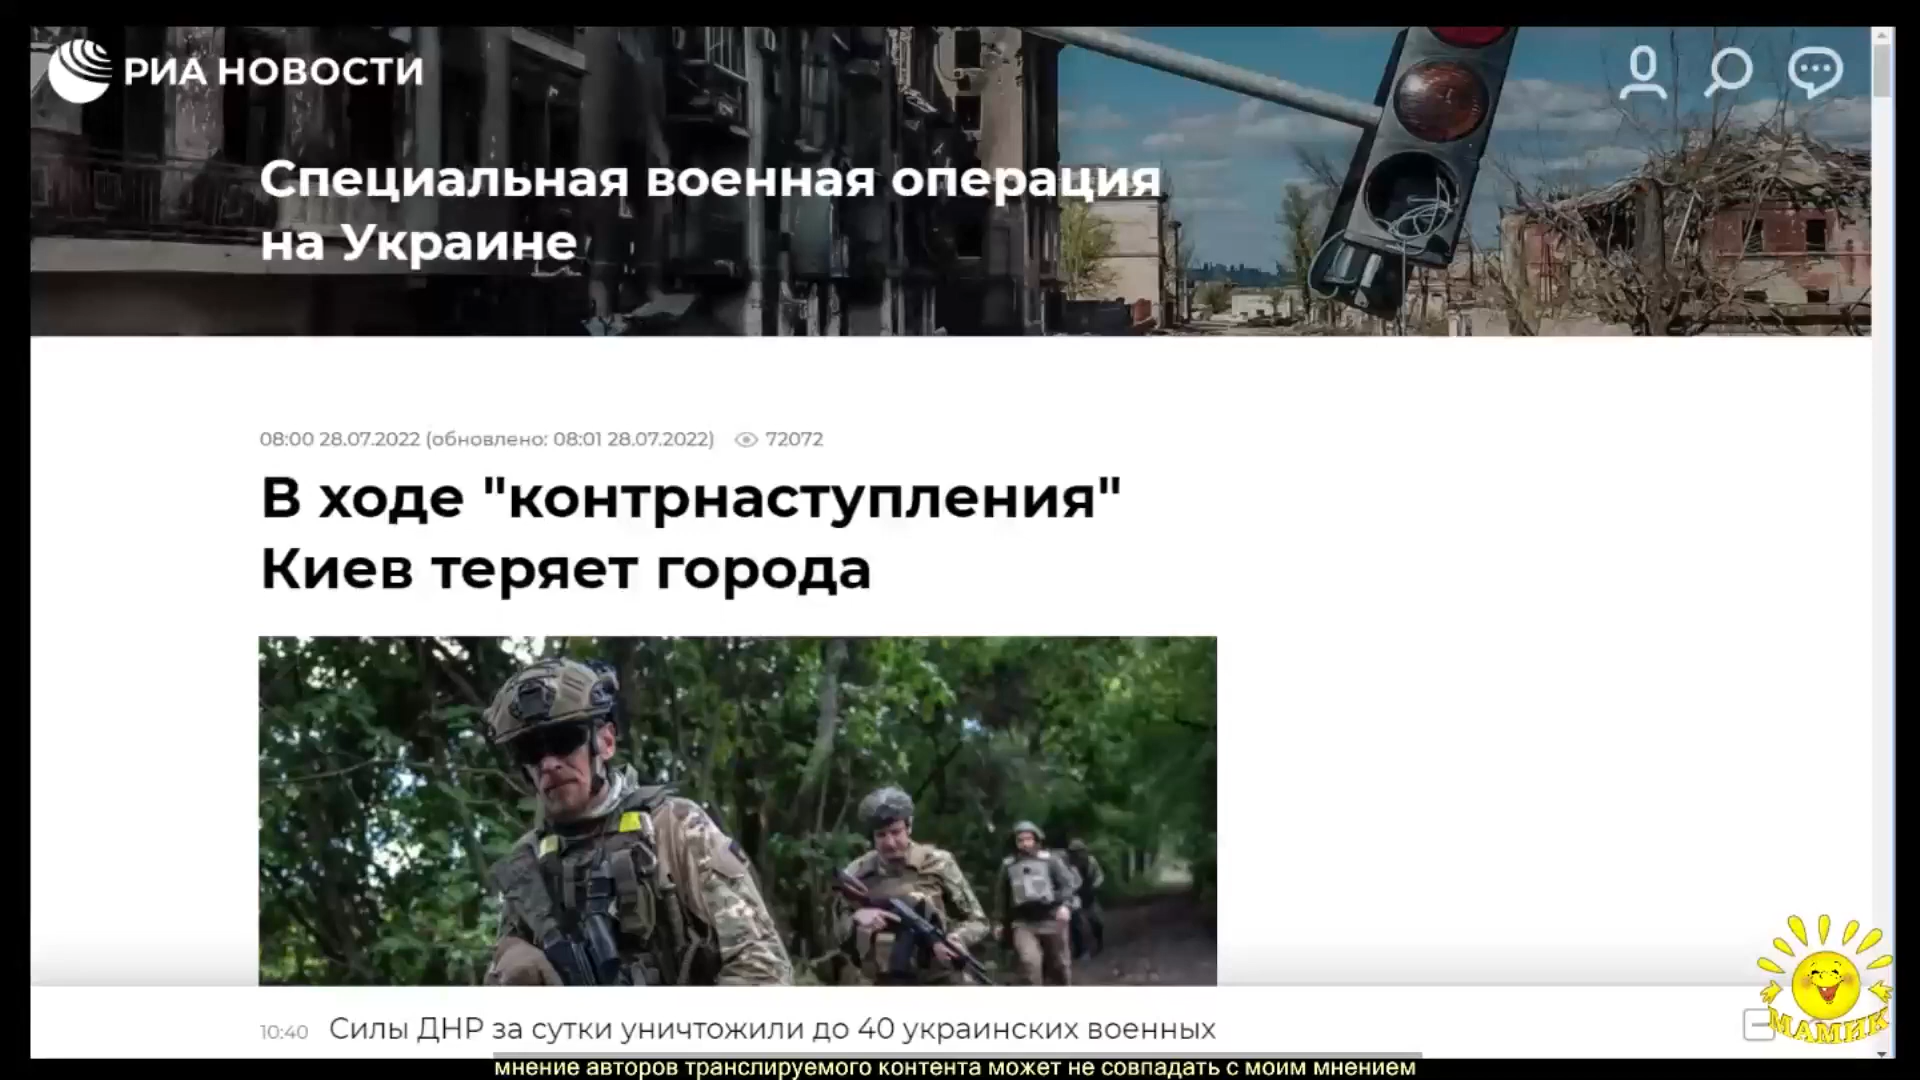 РИА НОВОСТИ
Специальная военная операция
на Украине
08:00 28.07.2022 (обновлено: 08:01 28.07.2022) 72072
В ходе "контрнаступления"
Киев теряет города
10:40 Силы ДНР за сутки уничтожили до 40 украинских военных
МАМИК
мнение авторов транслируемого контента может не совпадать с моим мнением